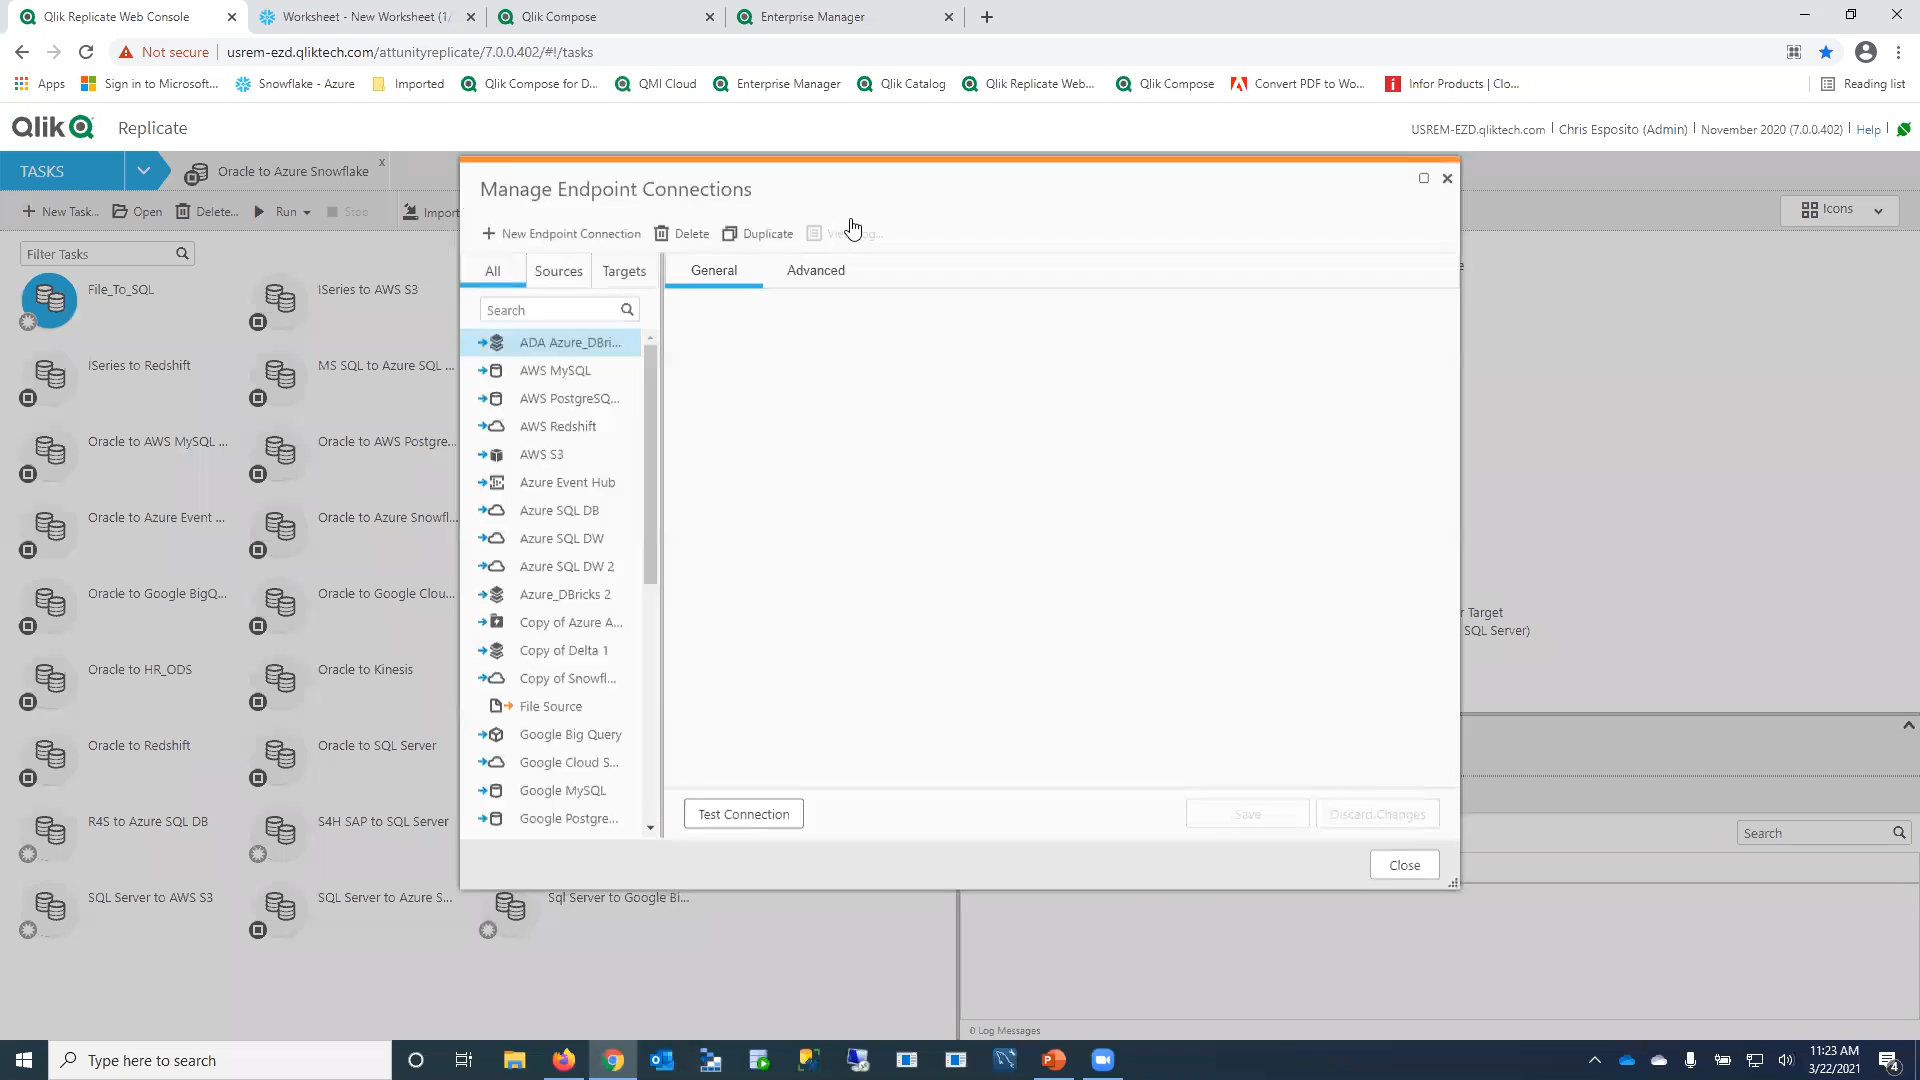 Qlik Replicate Web Console
Worksheet - New Worksheet (1/
Qlik Compose
Enterprise Manager
Not secure
usrem-ezd.qliktech.com/attunityreplicate/7.0.0.402/#!/tasks
Apps
Sign in to Microsoft...
Snowflake - Azure
Imported
Qlik Compose for D...
QMI Cloud
Enterprise Manager
Qlik Catalog
Qlik Replicate Web...
Qlik Compose
Convert PDF to Wo...
Infor Products | Clo...
Reading list
Qlik
Replicate
USREM-EZD.qliktech.com
Chris Esposito (Admin)
November 2020 (7.0.0.402)
Help
TASKS
Oracle to Azure Snowflake
x
New Task...
Open
Delete...
Run
Stop
Import
Icons
Filter Tasks
File_To_SQL
ISeries to AWS S3
ISeries to Redshift
MS SQL to Azure SQL ...
Oracle to AWS MySQL ...
Oracle to AWS Postgre...
Oracle to Azure Event ...
Oracle to Azure Snowfl...
Oracle to Google BigQ...
Oracle to Google Clou...
Oracle to HR_ODS
Oracle to Kinesis
Oracle to Redshift
Oracle to SQL Server
R4S to Azure SQL DB
S4H SAP to SQL Server
SQL Server to AWS S3
SQL Server to Azure S...
Sql Server to Google Bi...
Manage Endpoint Connections
New Endpoint Connection
Delete
Duplicate
All
Sources
Targets
General
Advanced
Search
ADA Azure_DBri...
AWS MySQL
AWS PostgreSQ...
AWS Redshift
AWS S3
Azure Event Hub
Azure SQL DB
Azure SQL DW
Azure SQL DW 2
Azure_DBricks 2
Copy of Azure A...
Copy of Delta 1
Copy of Snowfl...
File Source
Google Big Query
Google Cloud S...
Google MySQL
Google Postgre...
Test Connection
Save
Discard Changes
Close
Target
SQL Server)
Search
0 Log Messages
Type here to search
11:23 AM
3/22/2021
4